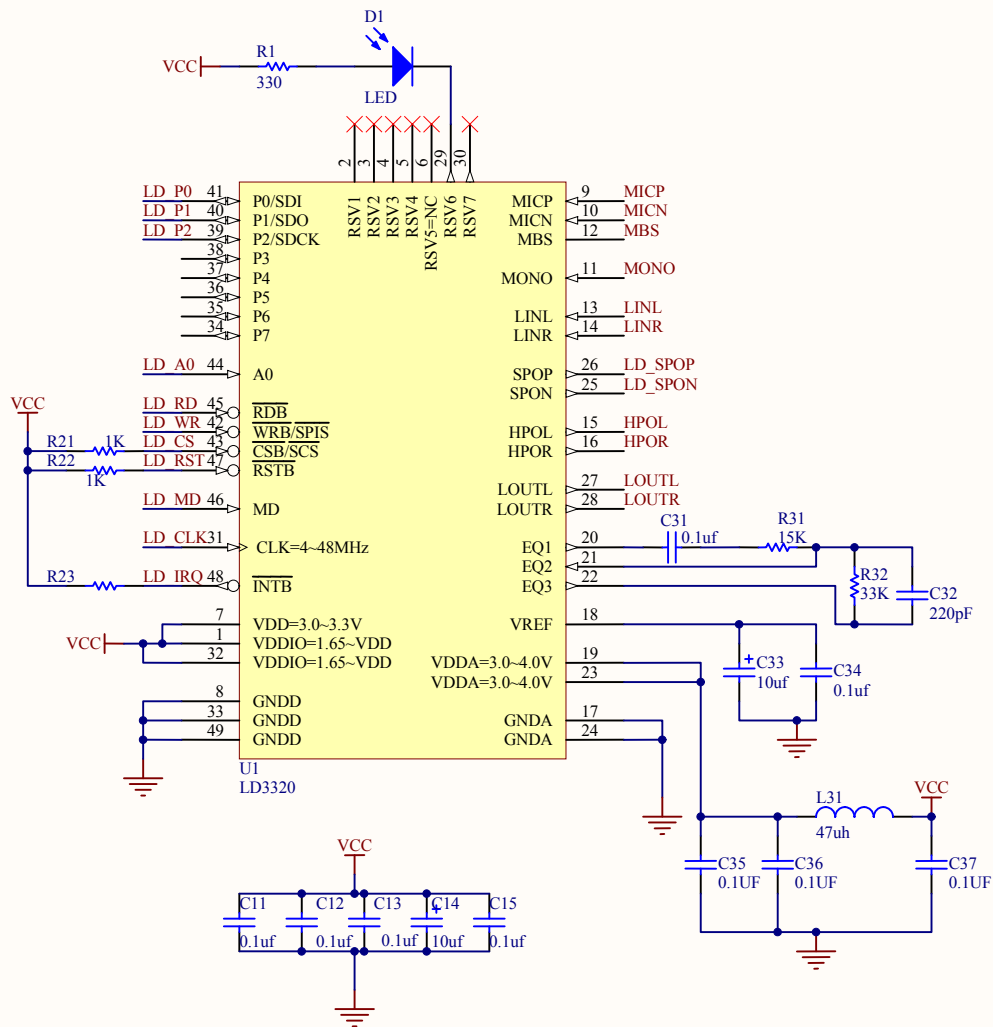 D1
VCC
R1
330
LED
2
3
4
5
6
29
30
RSV1
RSV2
RSV3
RSV4
RSV5=NC
RSV6
RSV7
LD_P0 41 P0/SDI
LD_P1 40 P1/SDO
LD_P2 39 P2/SDCK
38 P3
37 P4
36 P5
35 P6
34 P7
LD_A0 44 A0
VCC
LD_RD 45 RDB
LD_WR 42 WRB/SPIS
R21 1K LD_CS 43 CSB/SCS
R22 1K LD_RST 47 RSTB
LD_MD 46 MD
LD_CLK 31 CLK=4~48MHz
R23 LD_IRQ 48 INTB
7 VDD=3.0~3.3V
VCC 1 VDDIO=1.65~VDD
32 VDDIO=1.65~VDD
8 GNDD
33 GNDD
49 GNDD
U1
LD3320
MICP 9 MICP
MICN 10 MICN
MBS 12 MBS
MONO 11 MONO
LINL 13 LINL
LINR 14 LINR
SPOP 26 LD_SPOP
SPON 25 LD_SPON
HPOL 15 HPOL
HPOR 16 HPOR
LOUTL 27 LOUTL
LOUTR 28 LOUTR
EQ1 20
EQ2 21
EQ3 22
C31
0.1uf
R31
15K
R32
33K
C32
220pF
VREF 18
VDDA=3.0~4.0V 19
VDDA=3.0~4.0V 23
C33
10uf
C34
0.1uf
GNDA 17
GNDA 24
L31
47uh
VCC
C35
0.1UF
C36
0.1UF
C37
0.1UF
VCC
C11
0.1uf
C12
0.1uf
C13
0.1uf
C14
10uf
C15
0.1uf